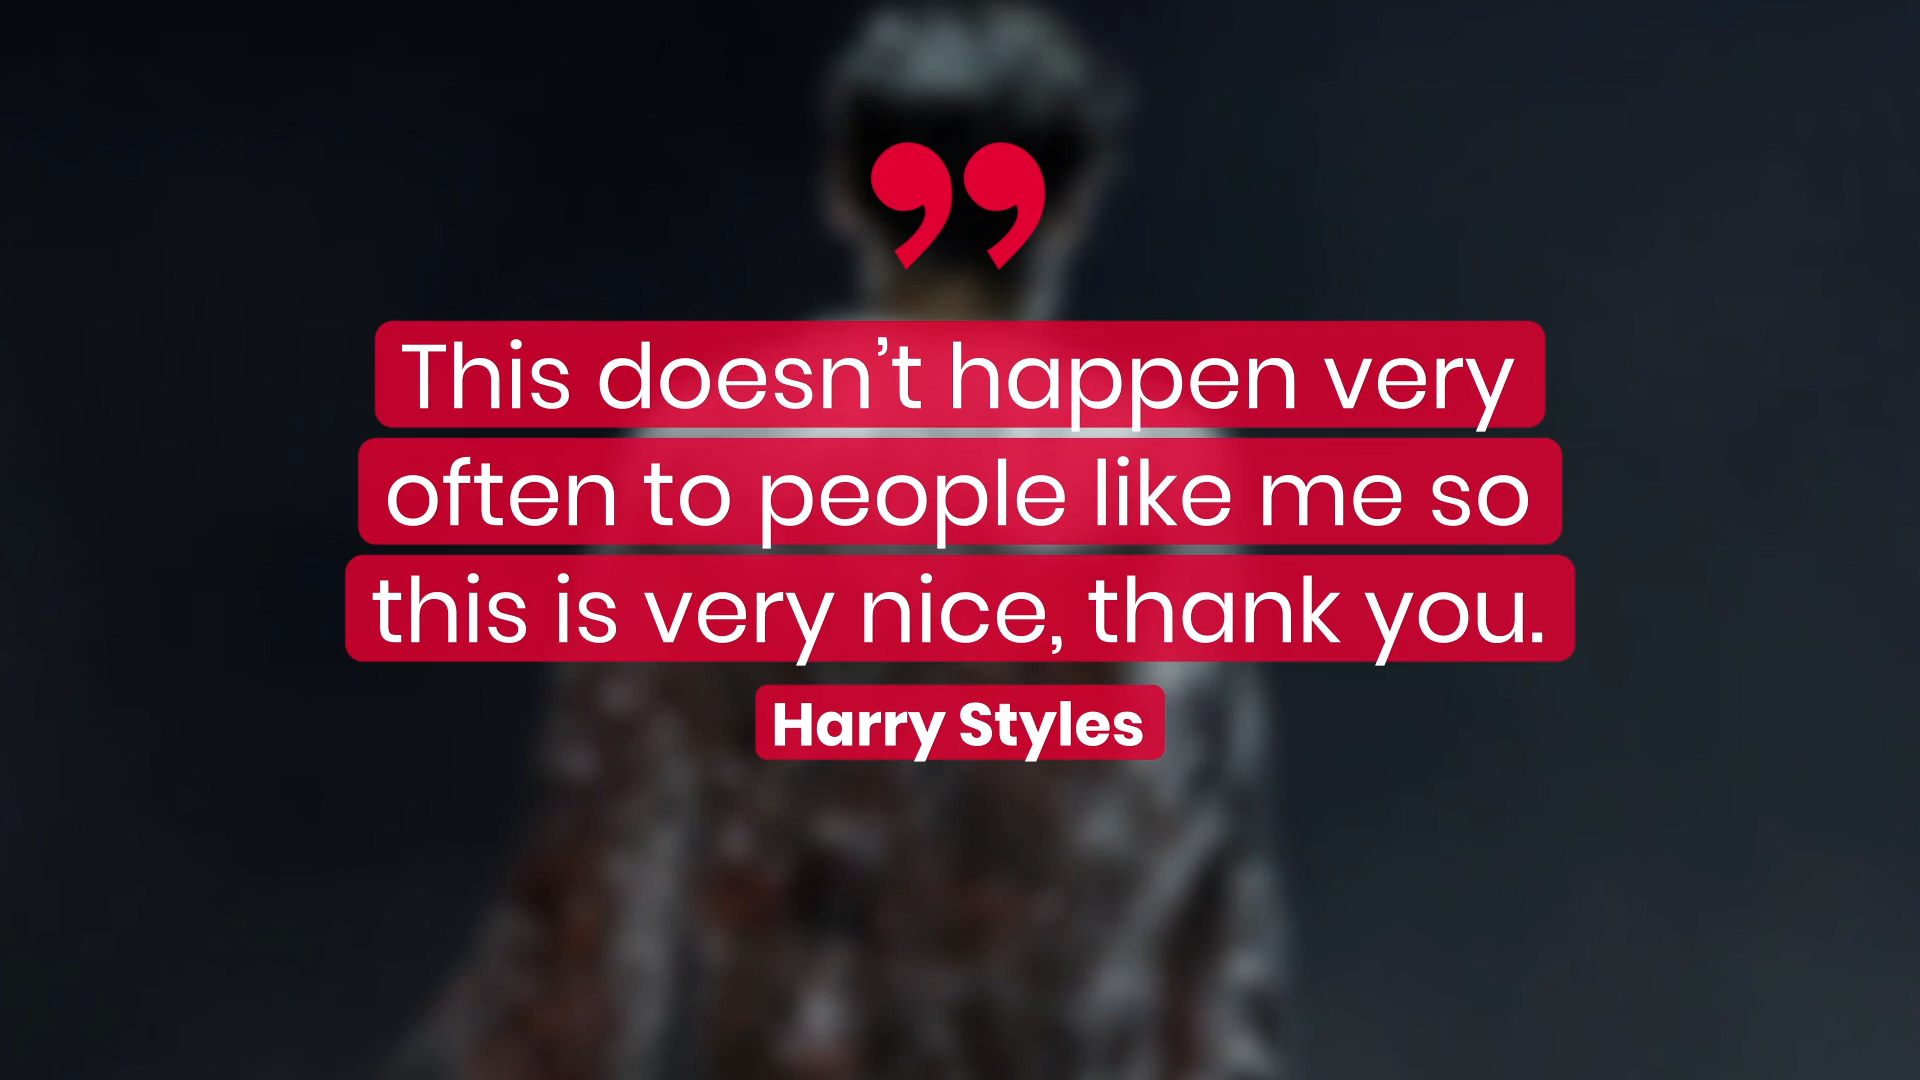 ”
This doesn’t happen very
often to people like me so
this is very nice, thank you.
Harry Styles